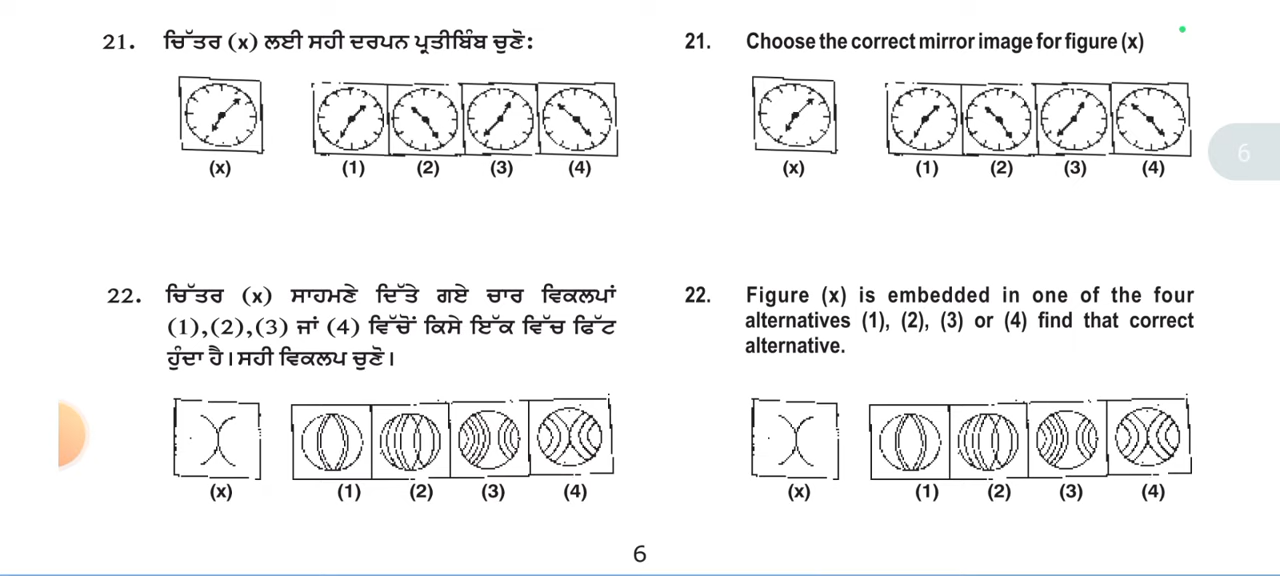 21. ਚਿੱਤਰ (x) ਲਈ ਸਹੀ ਦਰਪਨ ਪ੍ਰਤੀਬਿੰਬ ਚੁਣੋ:
(x) (1) (2) (3) (4)
22. ਚਿੱਤਰ (x) ਸਾਹਮਣੇ ਦਿੱਤੇ ਗਏ ਚਾਰ ਵਿਕਲਪਾਂ
(1),(2),(3) ਜਾਂ (4) ਵਿੱਚੋਂ ਕਿਸੇ ਇੱਕ ਵਿੱਚ ਫਿੱਟ
ਹੁੰਦਾ ਹੈ। ਸਹੀ ਵਿਕਲਪ ਚੁਣੋ।
(x) (1) (2) (3) (4)
21. Choose the correct mirror image for figure (x)
(x) (1) (2) (3) (4)
22. Figure (x) is embedded in one of the four
alternatives (1), (2), (3) or (4) find that correct
alternative.
(x) (1) (2) (3) (4)
6
6